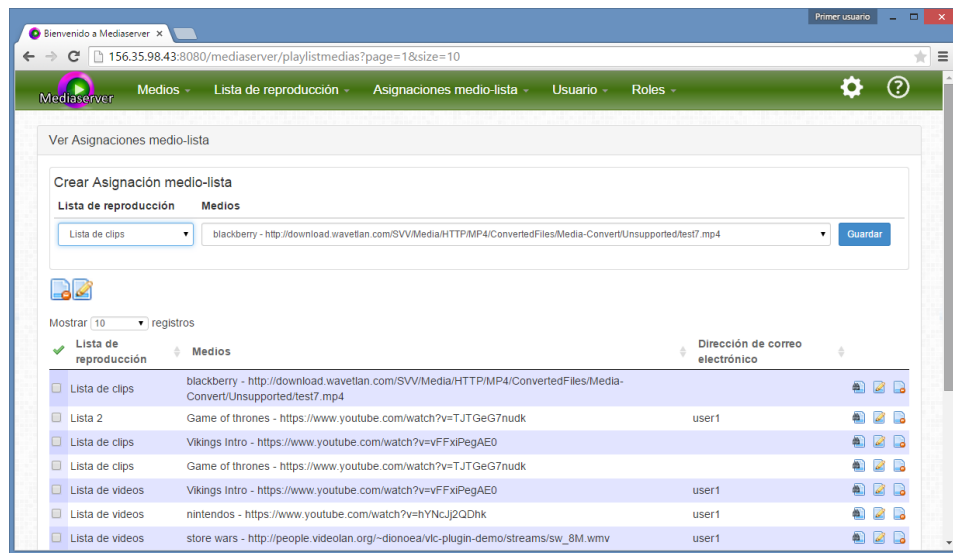 Primer usuario
Bienvenido a Mediaserver
156.35.98.43:8080/mediaserver/playlistmedias?page=1&size=10
Mediaserver Medios Lista de reproducción Asignaciones medio-lista Usuario Roles ?
Ver Asignaciones medio-lista
Crear Asignación medio-lista
Lista de reproducción Medios
Lista de clips blackberry - http://download.wavetlan.com/SVV/Media/HTTP/MP4/ConvertedFiles/Media-Convert/Unsupported/test7.mp4 Guardar
Mostrar 10 registros
Lista de reproducción Medios Dirección de correo electrónico
Lista de clips blackberry - http://download.wavetlan.com/SVV/Media/HTTP/MP4/ConvertedFiles/Media-
Convert/Unsupported/test7.mp4
Lista 2 Game of thrones - https://www.youtube.com/watch?v=TJTGeG7nudk user1
Lista de clips Vikings Intro - https://www.youtube.com/watch?v=vFFxiPegAE0
Lista de clips Game of thrones - https://www.youtube.com/watch?v=TJTGeG7nudk
Lista de videos Vikings Intro - https://www.youtube.com/watch?v=vFFxiPegAE0 user1
Lista de videos nintendos - https://www.youtube.com/watch?v=hYNcJj2QDhk user1
Lista de videos store wars - http://people.videolan.org/~dionoea/vlc-plugin-demo/streams/sw_8M.wmv user1